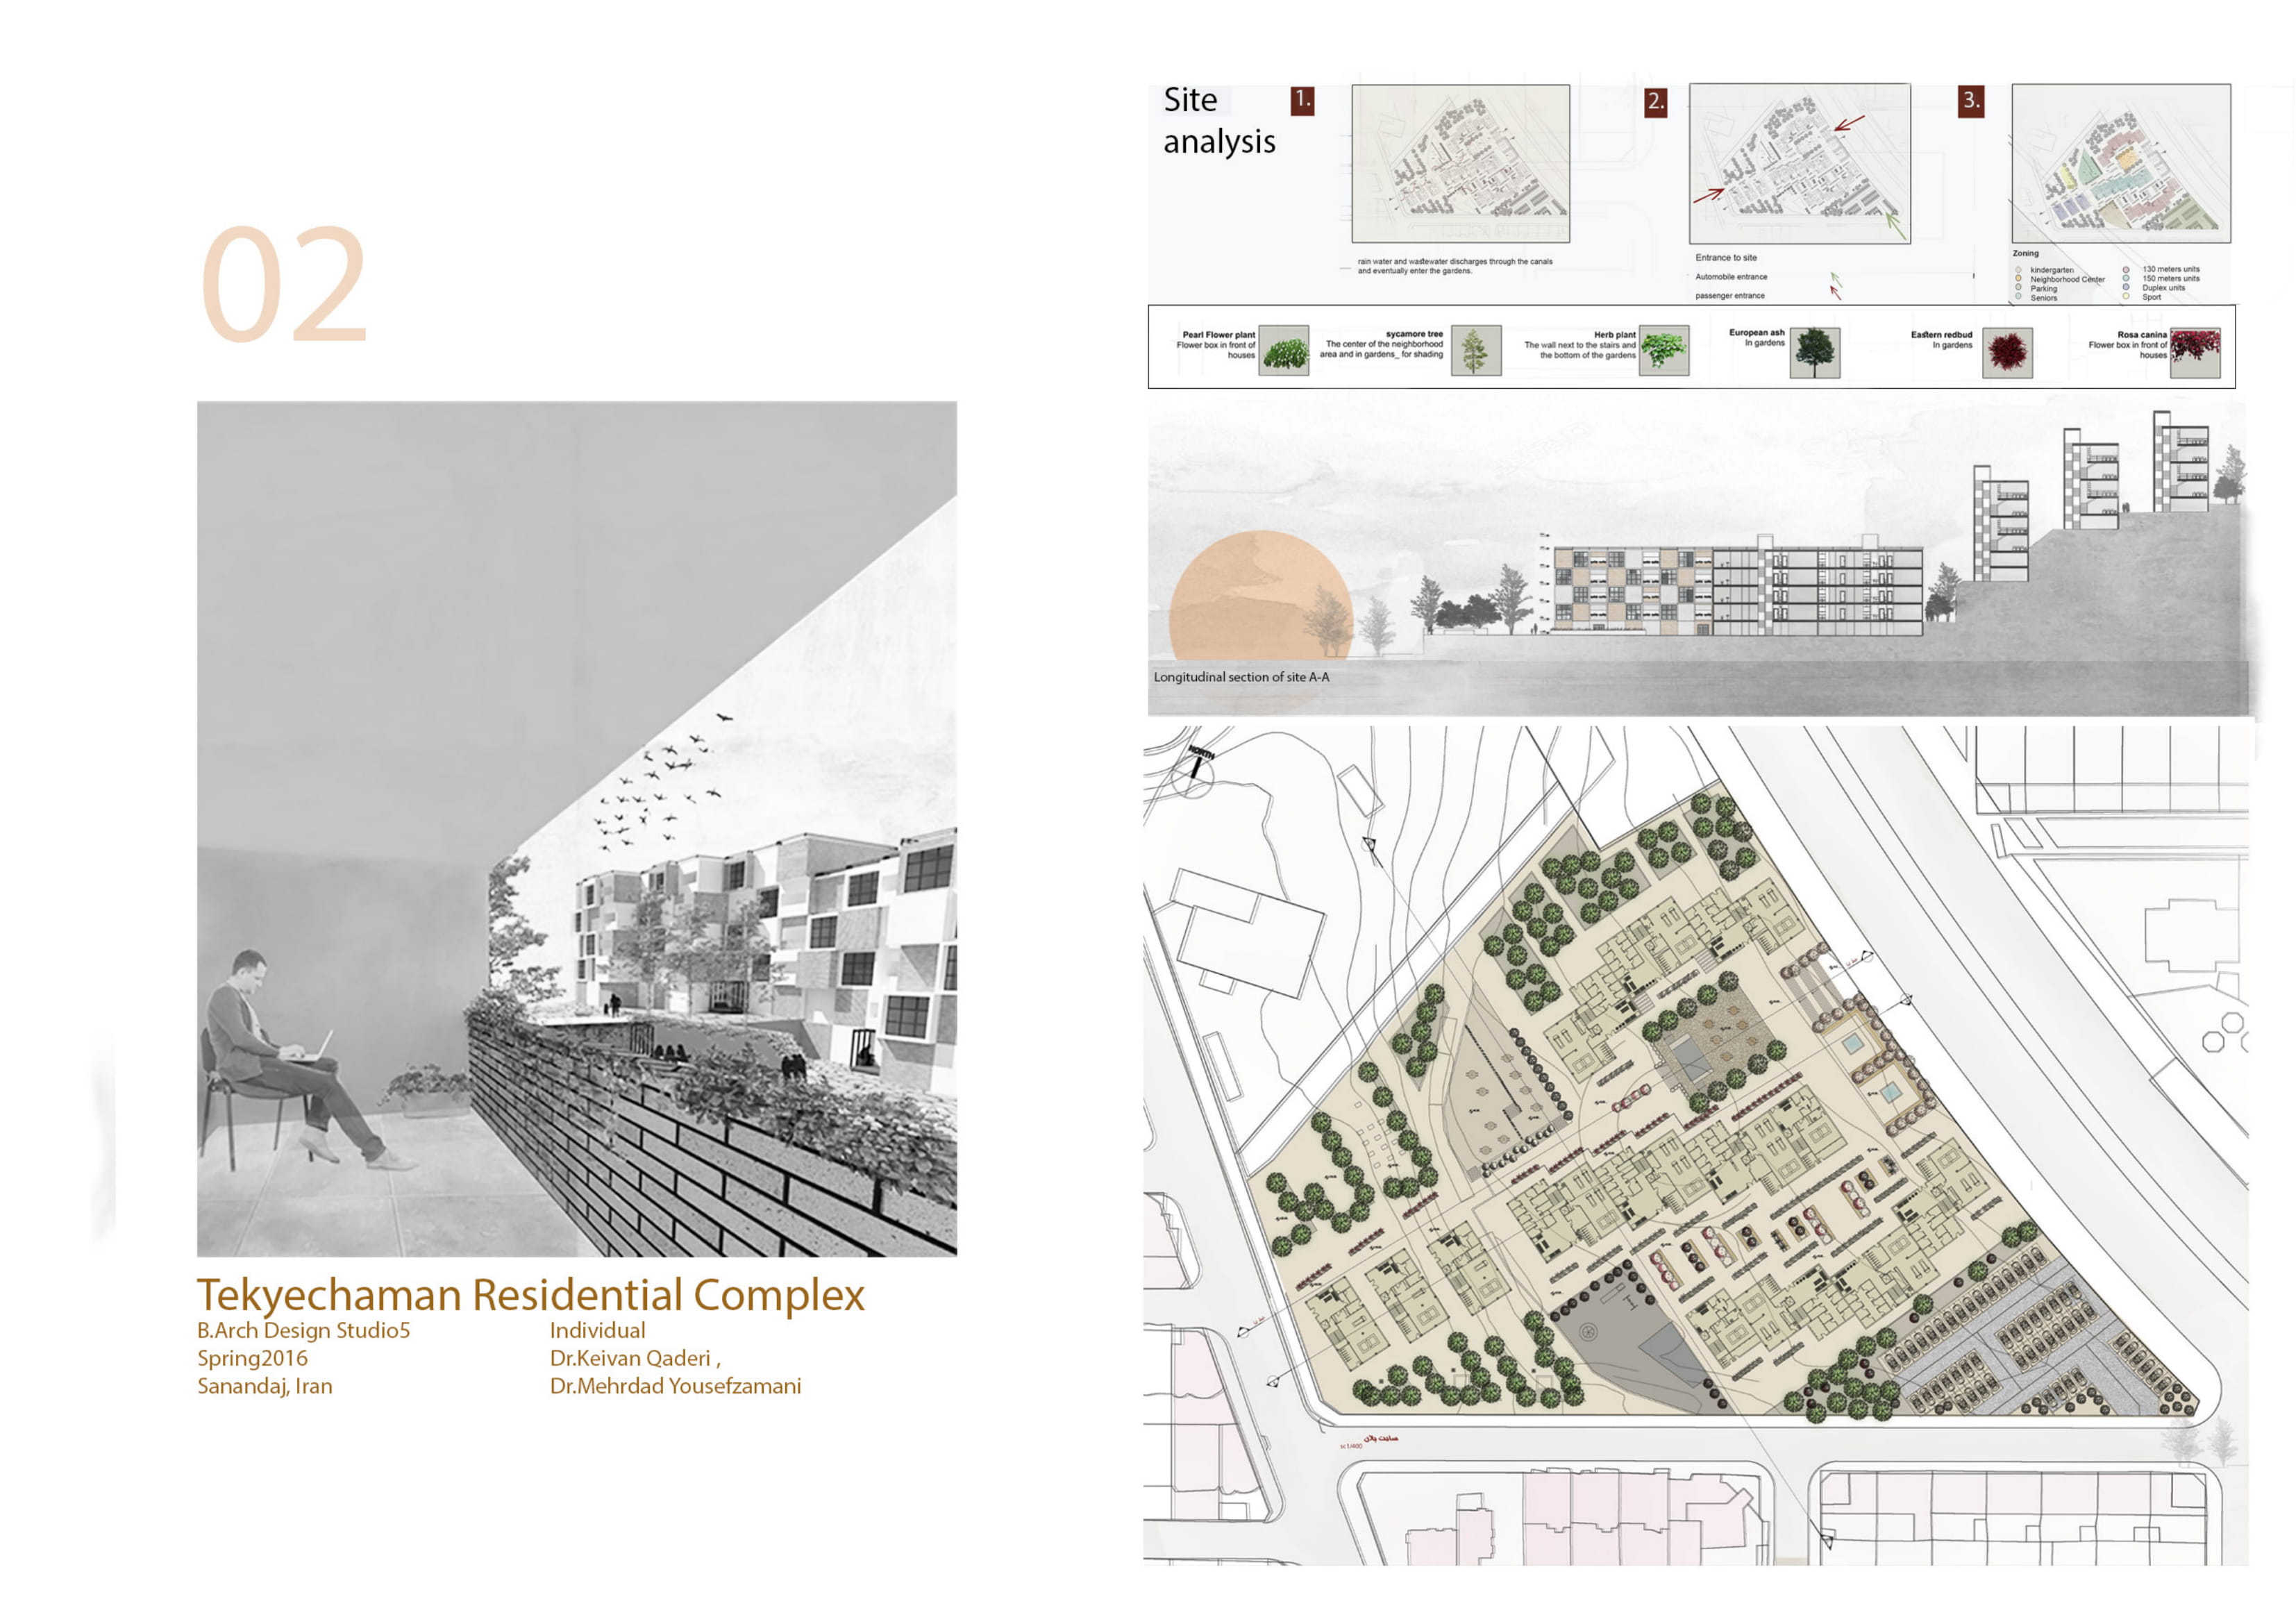 02
Tekyechaman Residential Complex
B.Arch Design Studio5
Spring2016
Sanandaj, Iran
Individual
Dr.Keivan Qaderi ,
Dr.Mehrdad Yousefzamani
Site
analysis
1.
rain water and wastewater discharges through the canals
and eventually enter the gardens.
2.
Entrance to site
Automobile entrance
passenger entrance
3.
Zoning
kindergarten
Neighborhood Center
Parking
Seniors
130 meters units
150 meters units
Duplex units
Sport
Pearl Flower plant
Flower box in front of
houses
sycamore tree
The center of the neighborhood
area and in gardens_ for shading
Herb plant
The wall next to the stairs and
the bottom of the gardens
European ash
In gardens
Eastern redbud
In gardens
Rosa canina
Flower box in front of
houses
Longitudinal section of site A-A
NORTH
سایت پلان
sc1/400